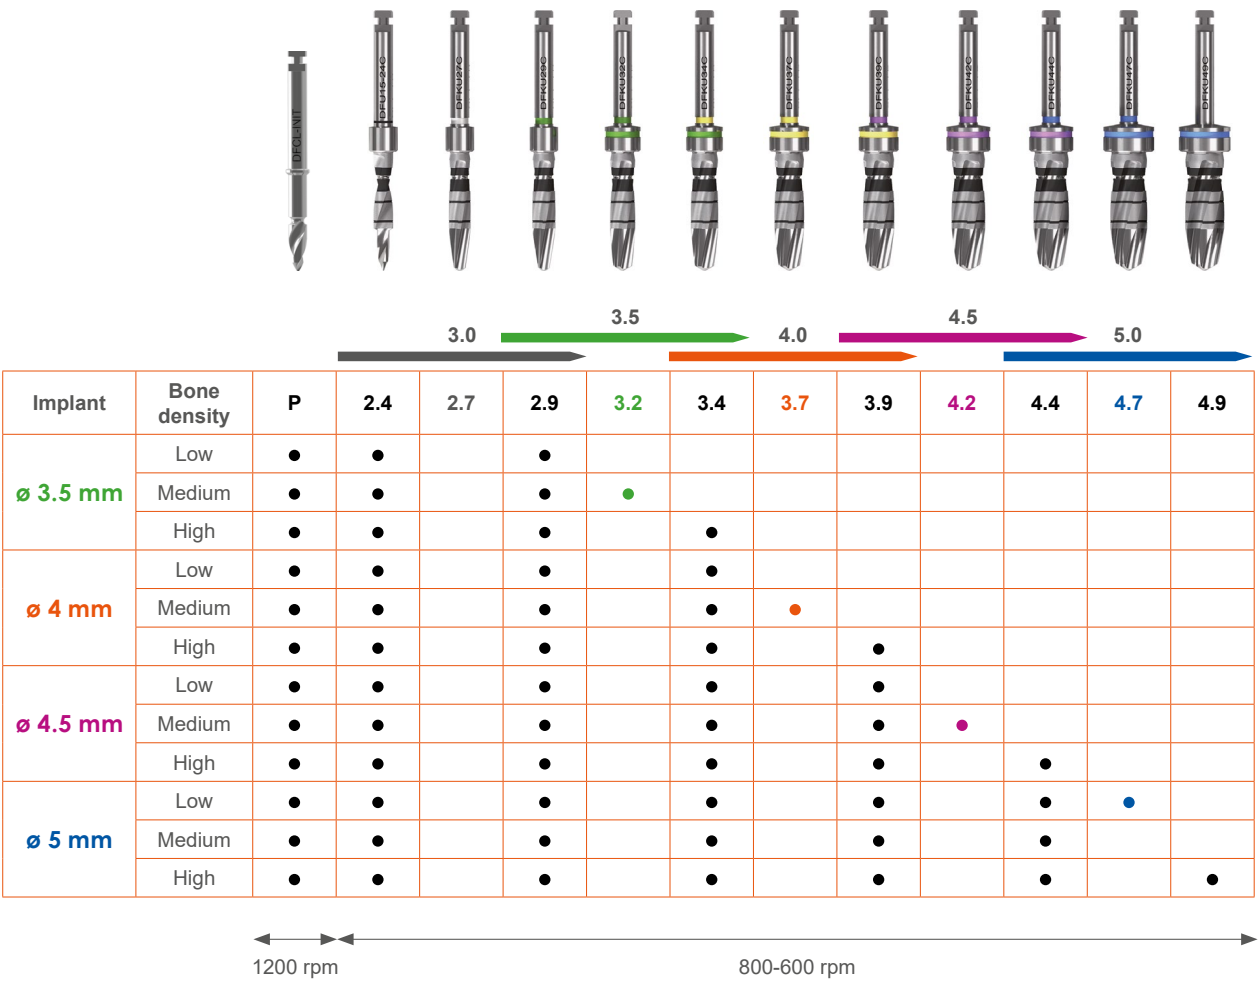 DFCL-INIT
DFU15-24C
DFKU27C
DFKU29C
DFKU32C
DFKU34C
DFKU37C
DFKU39C
DFKU42C
DFKU44C
DFKU47C
DFKU49C
3.0
3.5
4.0
4.5
5.0
Implant Bone density P 2.4 2.7 2.9 3.2 3.4 3.7 3.9 4.2 4.4 4.7 4.9
ø 3.5 mm
Low ● ● ●
Medium ● ● ● ●
High ● ● ● ●
ø 4 mm
Low ● ● ● ●
Medium ● ● ● ● ●
High ● ● ● ● ●
ø 4.5 mm
Low ● ● ● ● ●
Medium ● ● ● ● ● ●
High ● ● ● ● ● ●
ø 5 mm
Low ● ● ● ● ● ● ●
Medium ● ● ● ● ● ●
High ● ● ● ● ● ● ●
1200 rpm
800-600 rpm